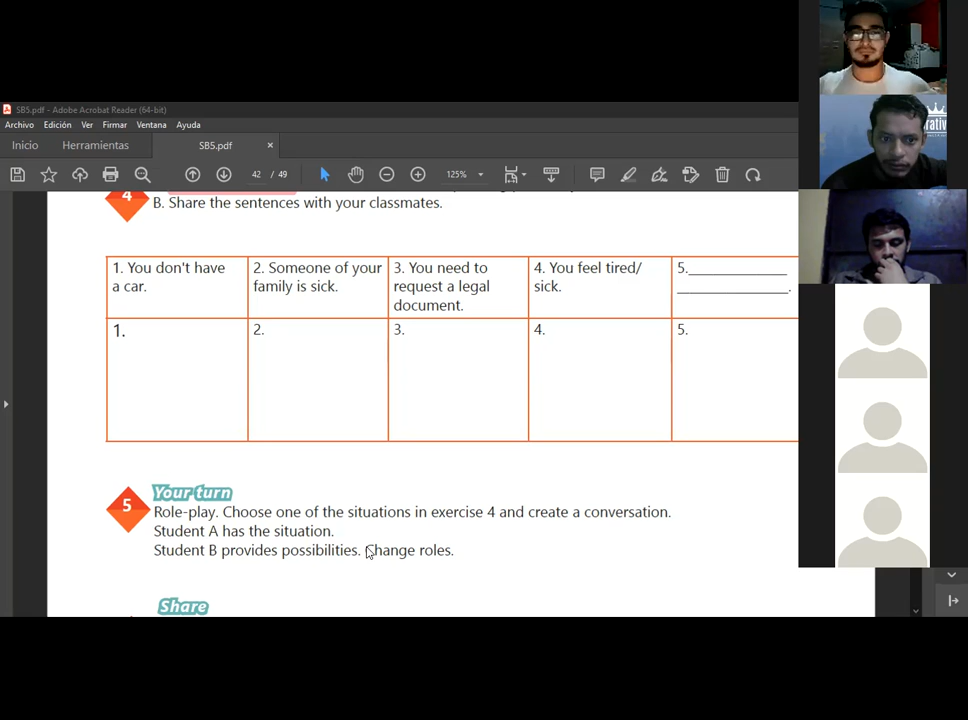 SB5.pdf - Adobe Acrobat Reader (64-bit)
Archivo Edición Ver Firmar Ventana Ayuda
Inicio Herramientas SB5.pdf ×
42 / 49 125%
4
B. Share the sentences with your classmates.
1. You don't have
a car.
2. Someone of your
family is sick.
3. You need to
request a legal
document.
4. You feel tired/
sick.
5.______________
________________.
1.
2.
3.
4.
5.
5
Your turn
Role-play. Choose one of the situations in exercise 4 and create a conversation.
Student A has the situation.
Student B provides possibilities. Change roles.
Share